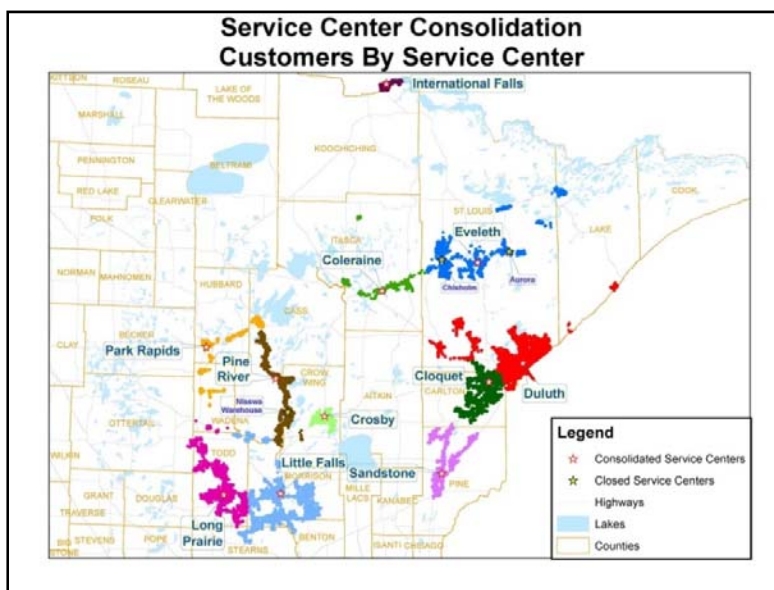 Service Center Consolidation
Customers By Service Center
KITTSON
ROSEAU
LAKE OF
THE WOODS
International Falls
MARSHALL
KOOCHICHING
PENNINGTON
BELTRAMI
RED LAKE
CLEARWATER
COOK
POLK
ST LOUIS
LAKE
Eveleth
ITASCA
Coleraine
NORMAN
MAHNOMEN
HUBBARD
Chisholm
Aurora
CASS
CLAY
BECKER
Park Rapids
Pine
River
CROW
WING
AITKIN
Cloquet
CARLTON
Duluth
Nisswa
Warehouse
Crosby
OTTERTAIL
WADENA
WILKIN
TODD
Little Falls
MORRISON
Sandstone
MILLE
LACS
KANABEC
PINE
GRANT
DOUGLAS
TRAVERSE
Long
Prairie
BENTON
BIG
STONE
STEVENS
POPE
STEARNS
ISANTI
CHISAGO
Legend
Consolidated Service Centers
Closed Service Centers
Highways
Lakes
Counties